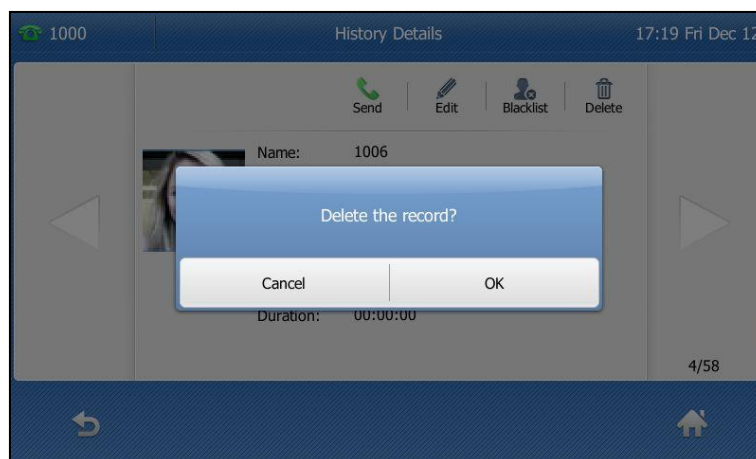 1000 History Details 17:19 Fri Dec 12
Send Edit Blacklist Delete
Name: 1006
Delete the record?
Cancel OK
Duration: 00:00:00
4/58